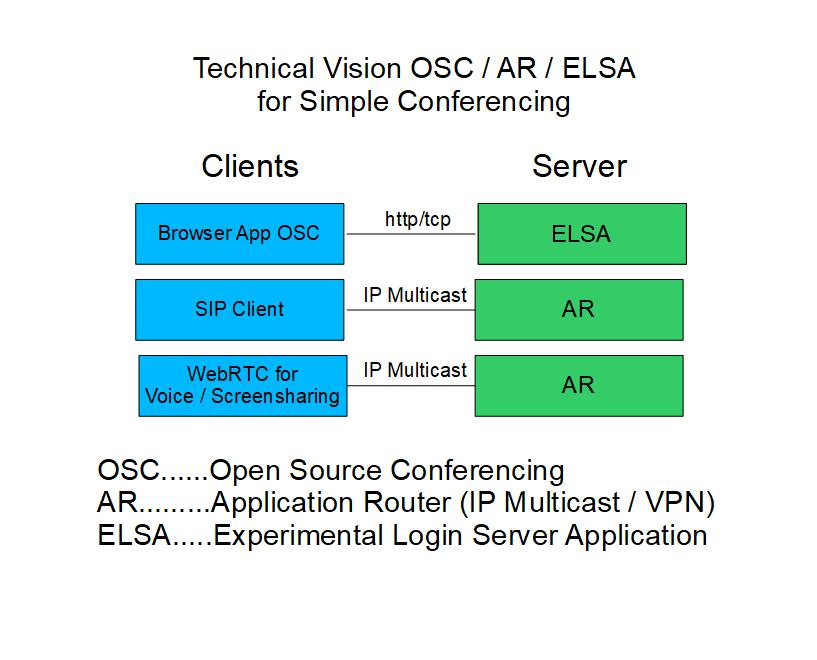 Technical Vision OSC / AR / ELSA
for Simple Conferencing
Clients
Server
Browser App OSC
http/tcp
ELSA
SIP Client
IP Multicast
AR
WebRTC for
Voice / Screensharing
IP Multicast
AR
OSC......Open Source Conferencing
AR.........Application Router (IP Multicast / VPN)
ELSA.....Experimental Login Server Application